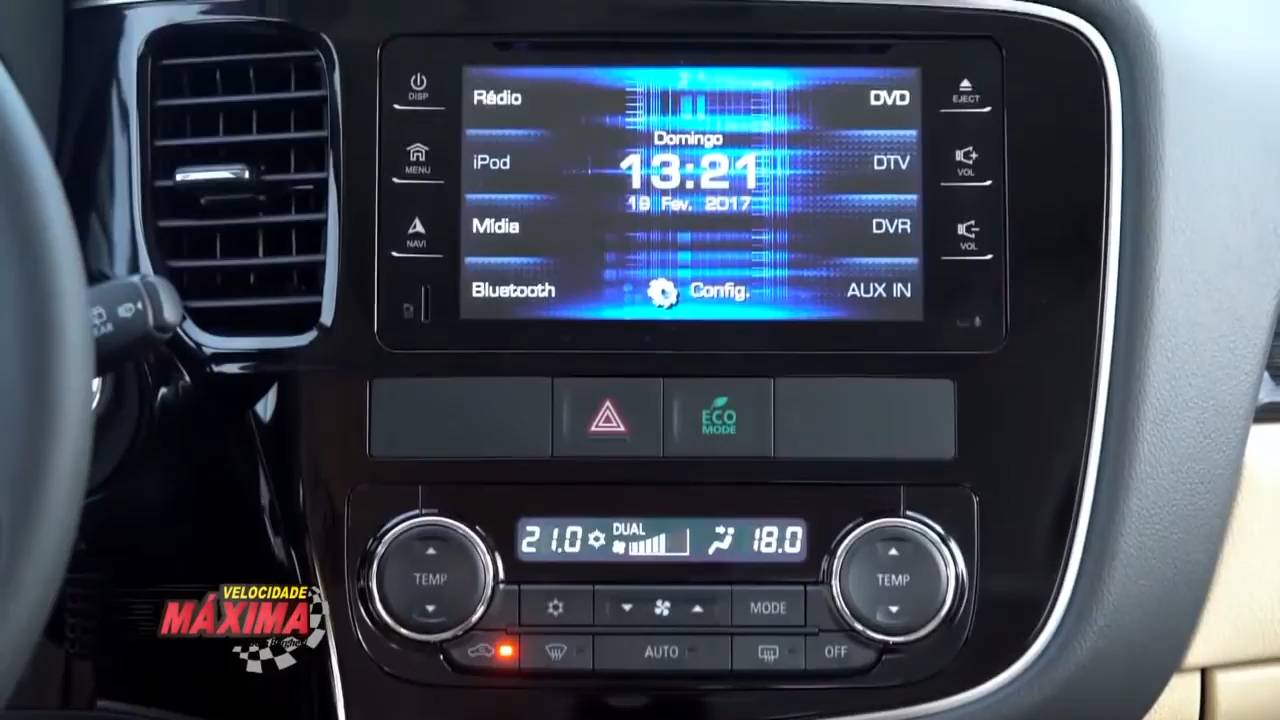 DISP
MENU
NAVI
Rádio
iPod
Mídia
Bluetooth
Domingo
13:21
19 Fev. 2017
Config.
DVD
DTV
DVR
AUX IN
EJECT
VOL
VOL
ECO
MODE
21.0 DUAL 18.0
TEMP
TEMP
MODE
AUTO
OFF
VELOCIDADE
MÁXIMA